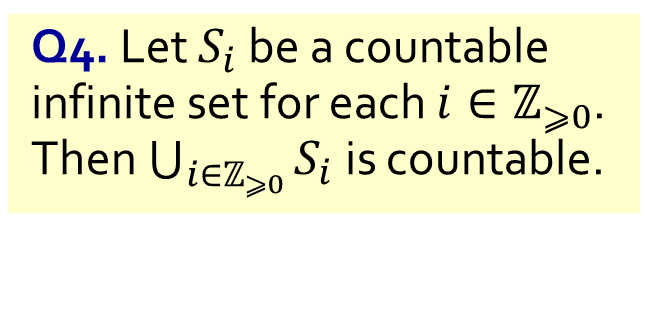 Q4. Let 𝑆ᵢ be a countable
infinite set for each 𝑖 ∈ ℤ⩾₀.
Then ⋃ᵢ∈ℤ⩾₀ 𝑆ᵢ is countable.